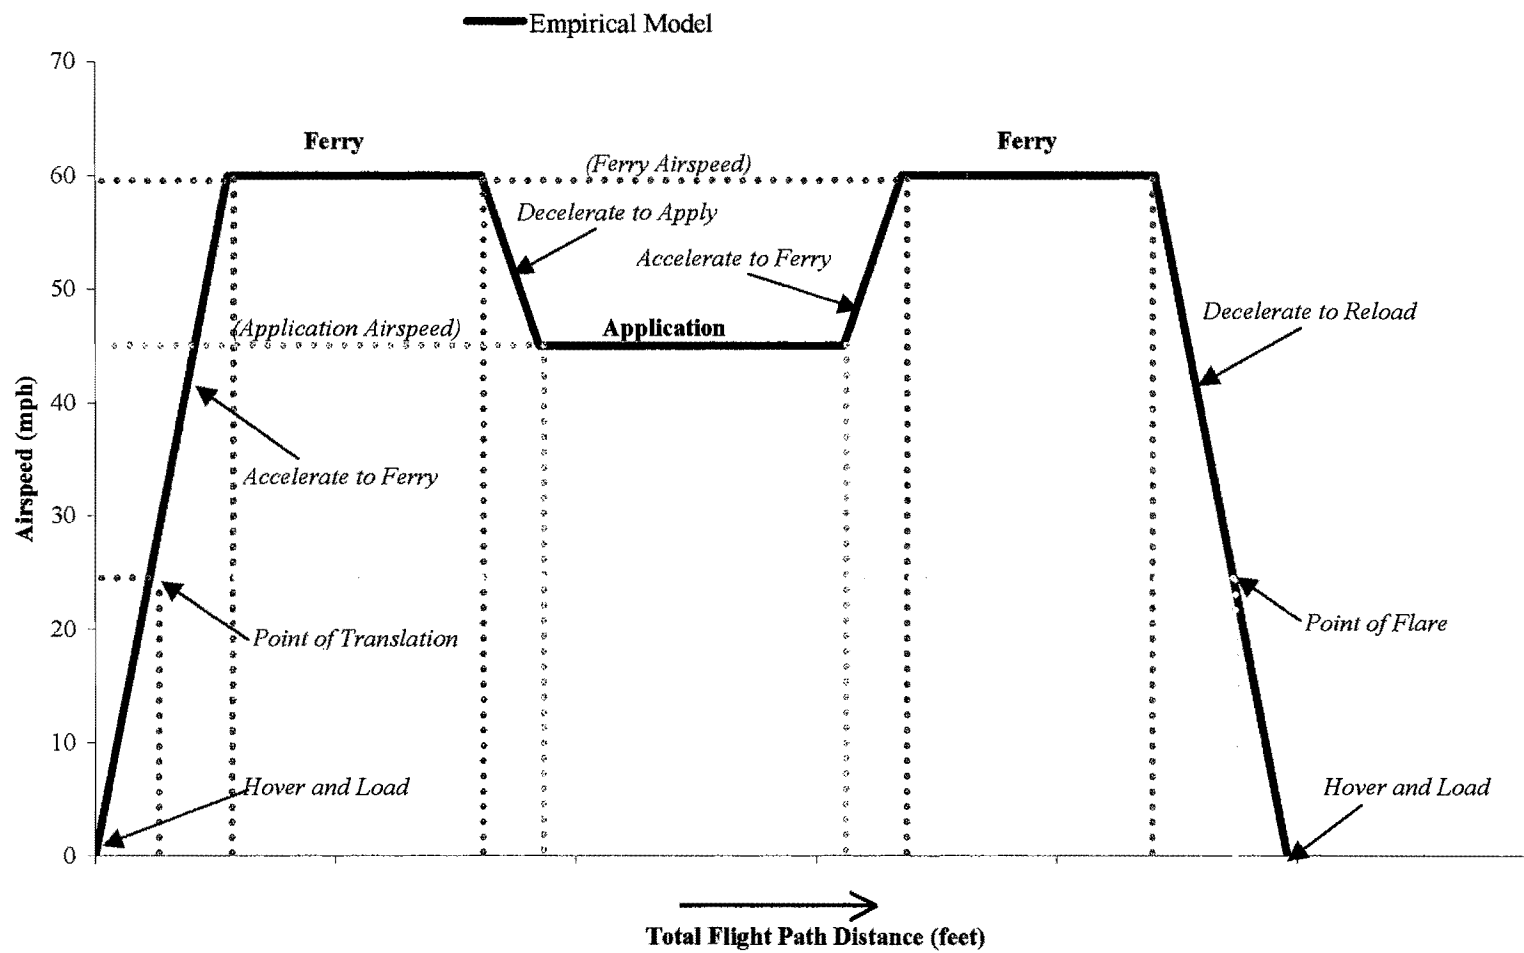 Empirical Model
70
Ferry
Ferry
(Ferry Airspeed)
60
Decelerate to Apply
Accelerate to Ferry
50
Decelerate to Reload
(Application Airspeed)
Application
Airspeed (mph)
40
Accelerate to Ferry
30
Point of Translation
Point of Flare
20
10
Hover and Load
Hover and Load
0
Total Flight Path Distance (feet)